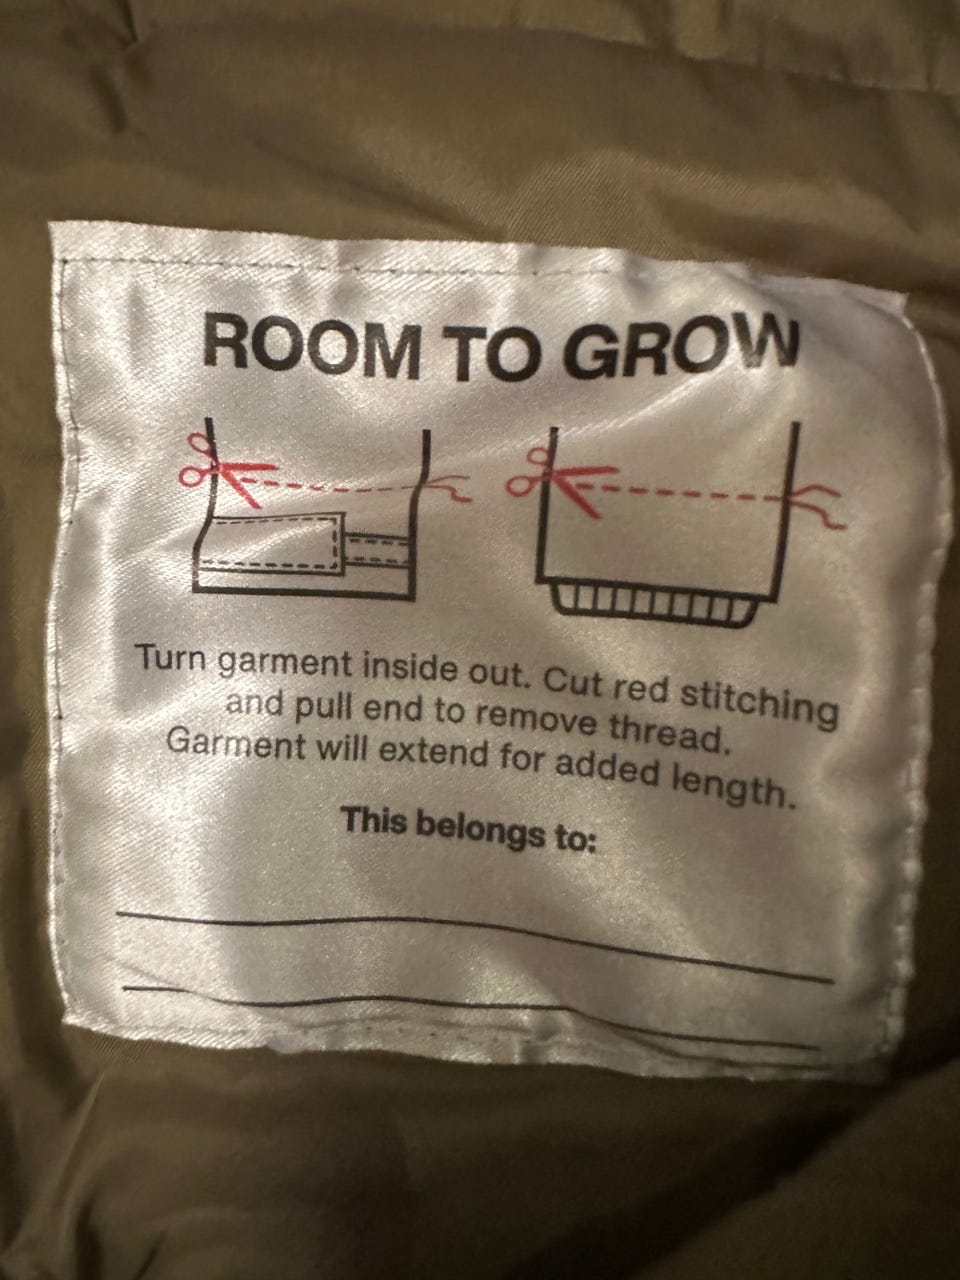 ROOM TO GROW
Turn garment inside out. Cut red stitching
and pull end to remove thread.
Garment will extend for added length.
This belongs to: